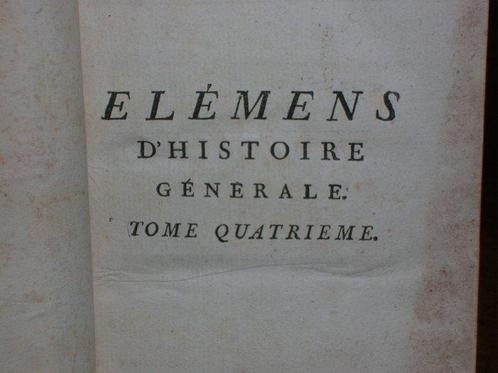 ELÉMENS
D'HISTOIRE
GÉNÉRALE.
TOME QUATRIEME.